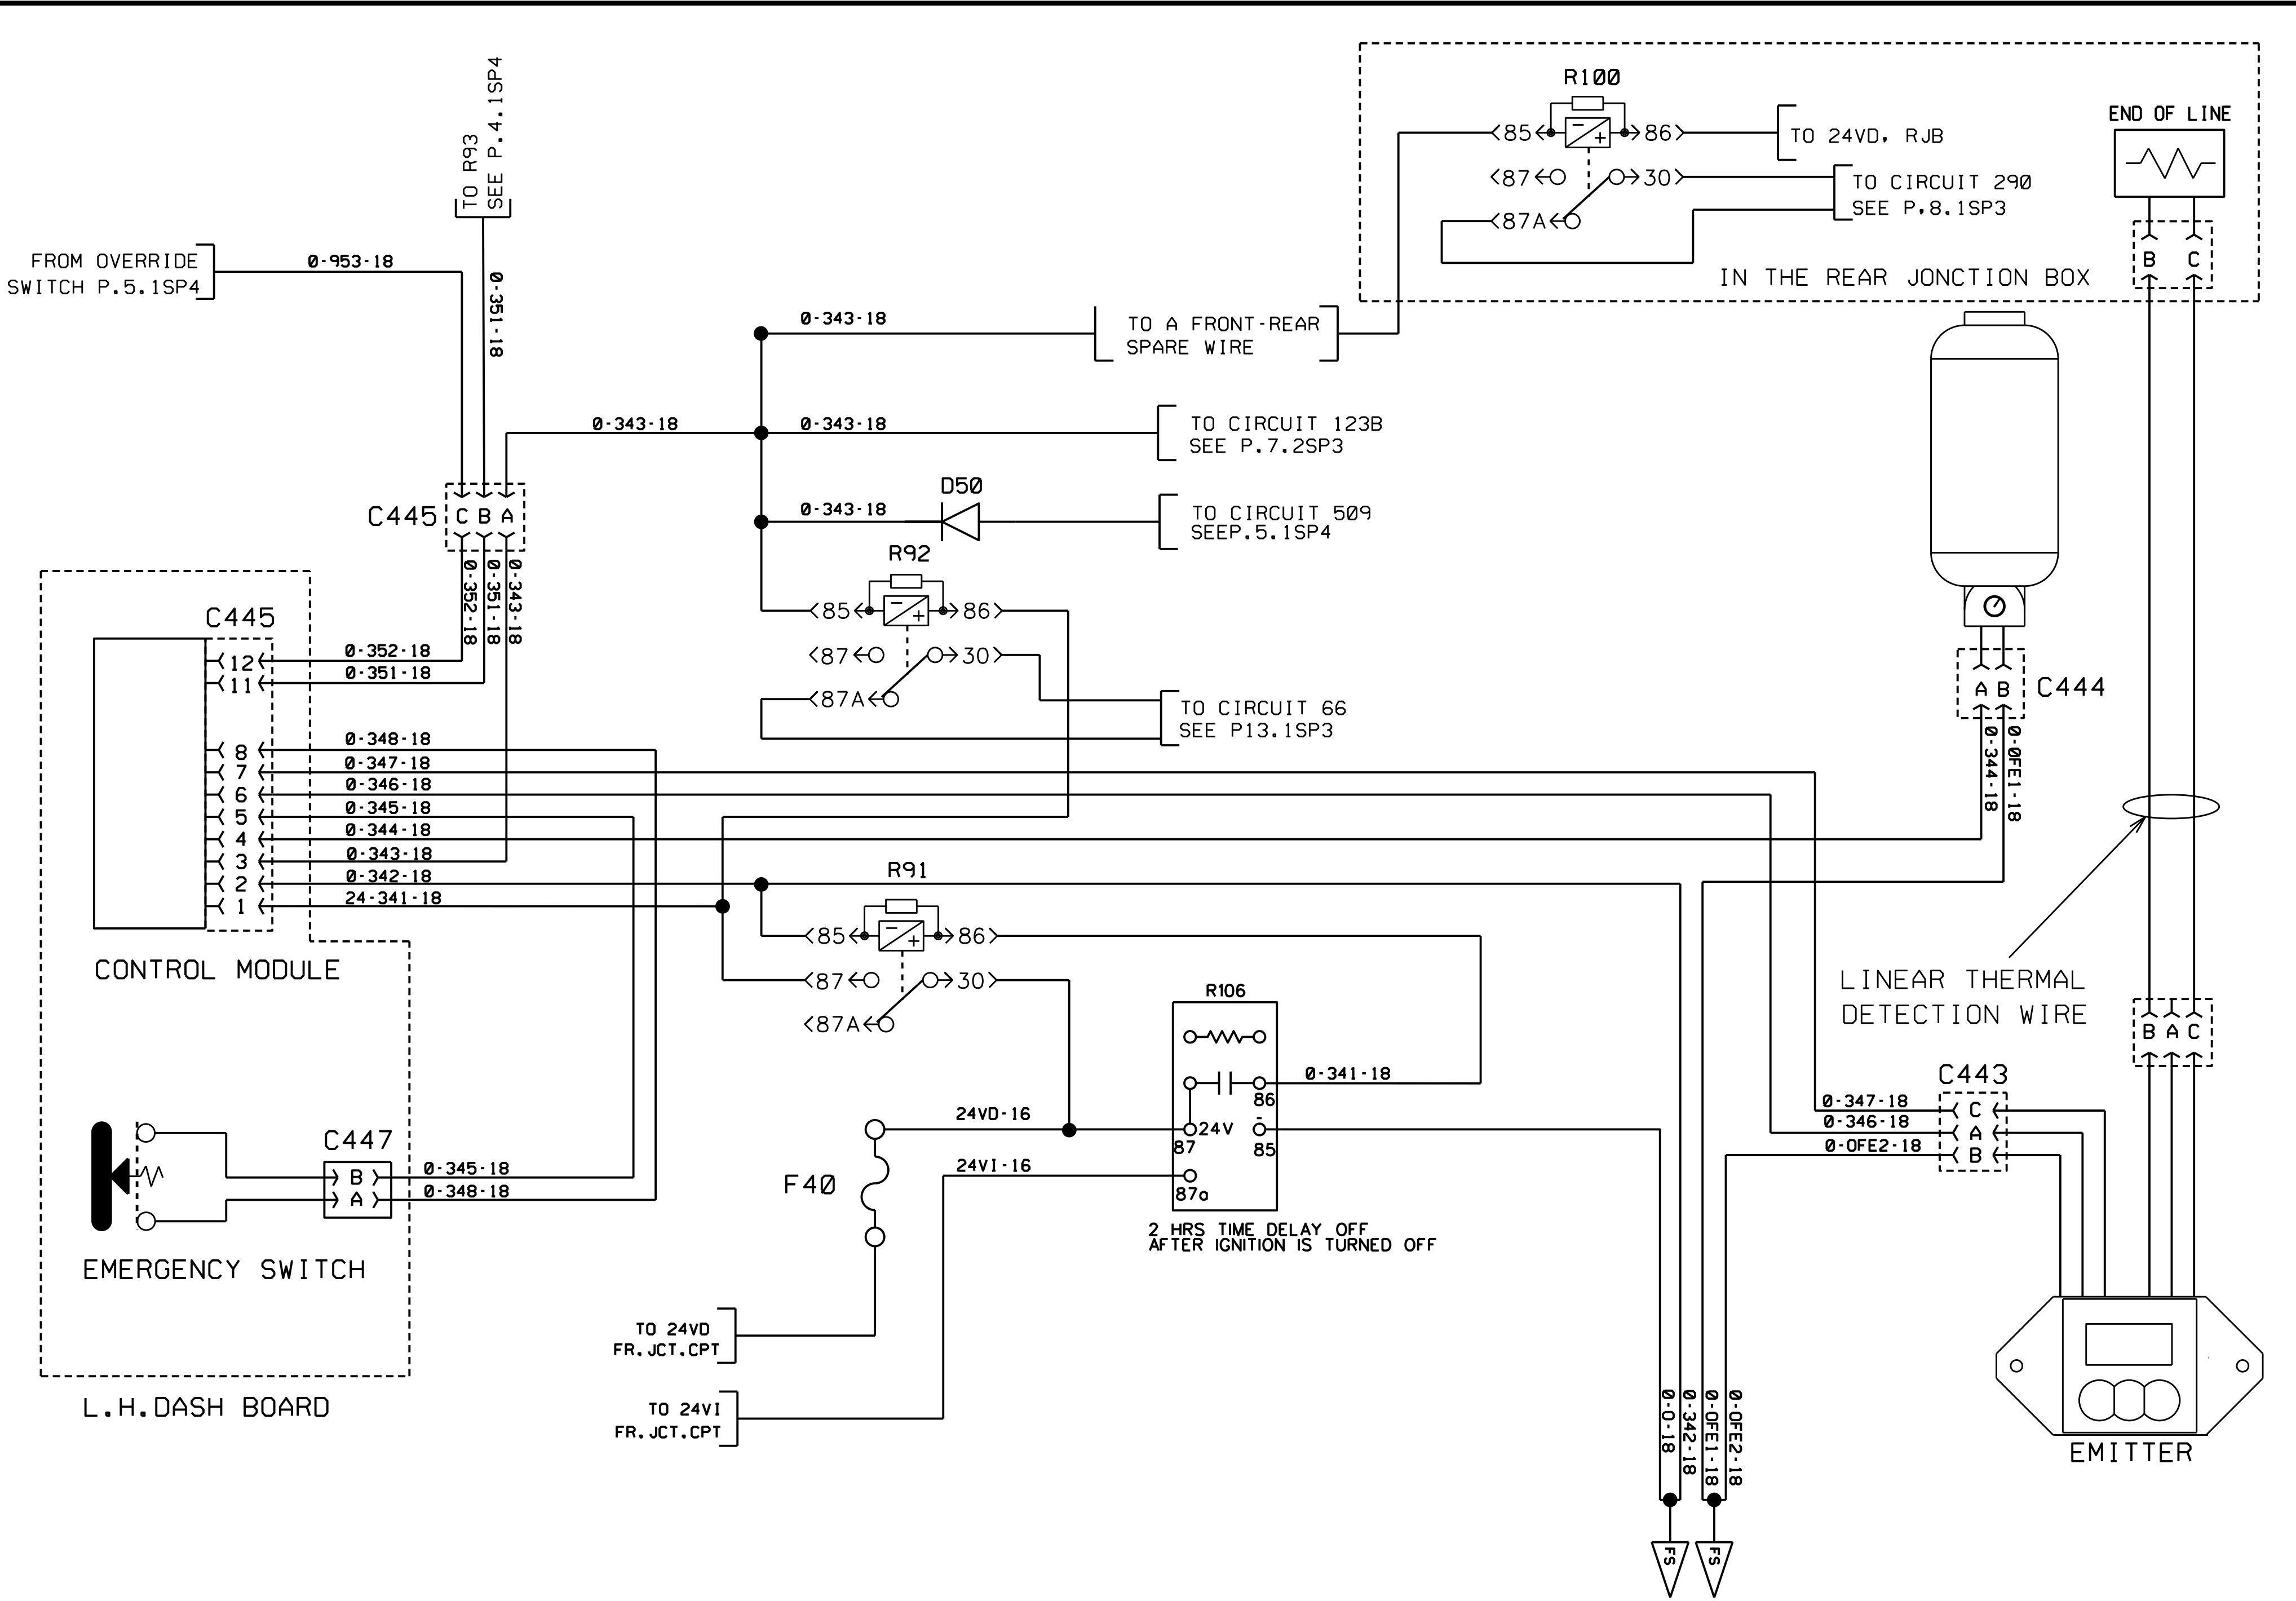 TO R93
SEE P.4.1SP4
FROM OVERRIDE
SWITCH P.5.1SP4
0-953-18
0-351-18
R100
<85
86>
<87
30>
<87A
TO 24VD, RJB
TO CIRCUIT 290
SEE P,8.1SP3
IN THE REAR JONCTION BOX
END OF LINE
B C
0-343-18
TO A FRONT-REAR
SPARE WIRE
0-343-18
0-343-18
TO CIRCUIT 123B
SEE P.7.2SP3
C445
C B A
0-343-18
D50
TO CIRCUIT 509
SEEP.5.1SP4
0-352-18
0-351-18
0-343-18
R92
<85
86>
<87
30>
<87A
TO CIRCUIT 66
SEE P13.1SP3
C445
12
11
8
7
6
5
4
3
2
1
0-352-18
0-351-18
0-348-18
0-347-18
0-346-18
0-345-18
0-344-18
0-343-18
0-342-18
24-341-18
CONTROL MODULE
A B
C444
0-344-18
0-0FE1-18
R91
<85
86>
<87
30>
<87A
LINEAR THERMAL
DETECTION WIRE
R106
86
24V
-
87
85
87a
0-341-18
2 HRS TIME DELAY OFF
AFTER IGNITION IS TURNED OFF
24VD-16
24VI-16
F40
C447
B
A
0-345-18
0-348-18
EMERGENCY SWITCH
L.H.DASH BOARD
TO 24VD
FR.JCT.CPT
TO 24VI
FR.JCT.CPT
B A C
C443
C
A
B
0-347-18
0-346-18
0-0FE2-18
0-0-18
0-342-18
0-0FE1-18
0-0FE2-18
FS
FS
EMITTER